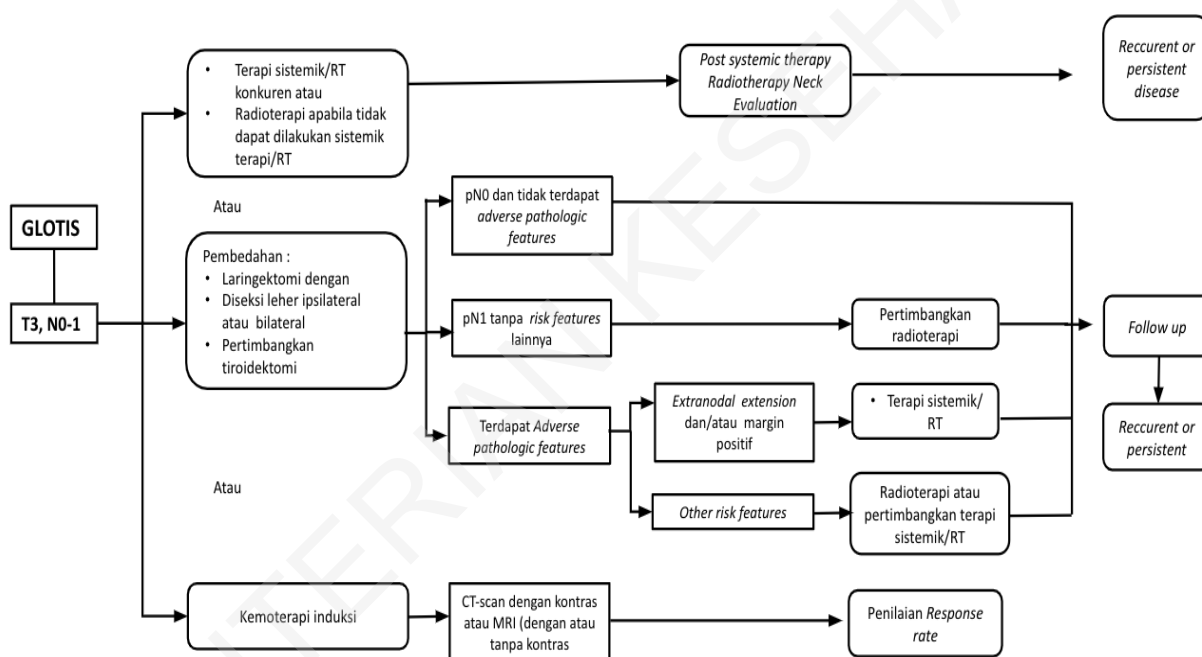 GLOTIS
T3, N0-1
• Terapi sistemik/RT
konkuren atau
• Radioterapi apabila tidak
dapat dilakukan sistemik
terapi/RT
Post systemic therapy
Radiotherapy Neck
Evaluation
Reccurent or
persistent
disease
Atau
Pembedahan :
• Laringektomi dengan
• Diseksi leher ipsilateral
atau bilateral
• Pertimbangkan
tiroidektomi
pN0 dan tidak terdapat
adverse pathologic
features
pN1 tanpa risk features
lainnya
Pertimbangkan
radioterapi
Terdapat Adverse
pathologic features
Extranodal extension
dan/atau margin
positif
• Terapi sistemik/
RT
Other risk features
Radioterapi atau
pertimbangkan terapi
sistemik/RT
Follow up
Reccurent or
persistent
Atau
Kemoterapi induksi
CT-scan dengan kontras
atau MRI (dengan atau
tanpa kontras
Penilaian Response
rate
TERIAN KESEHA